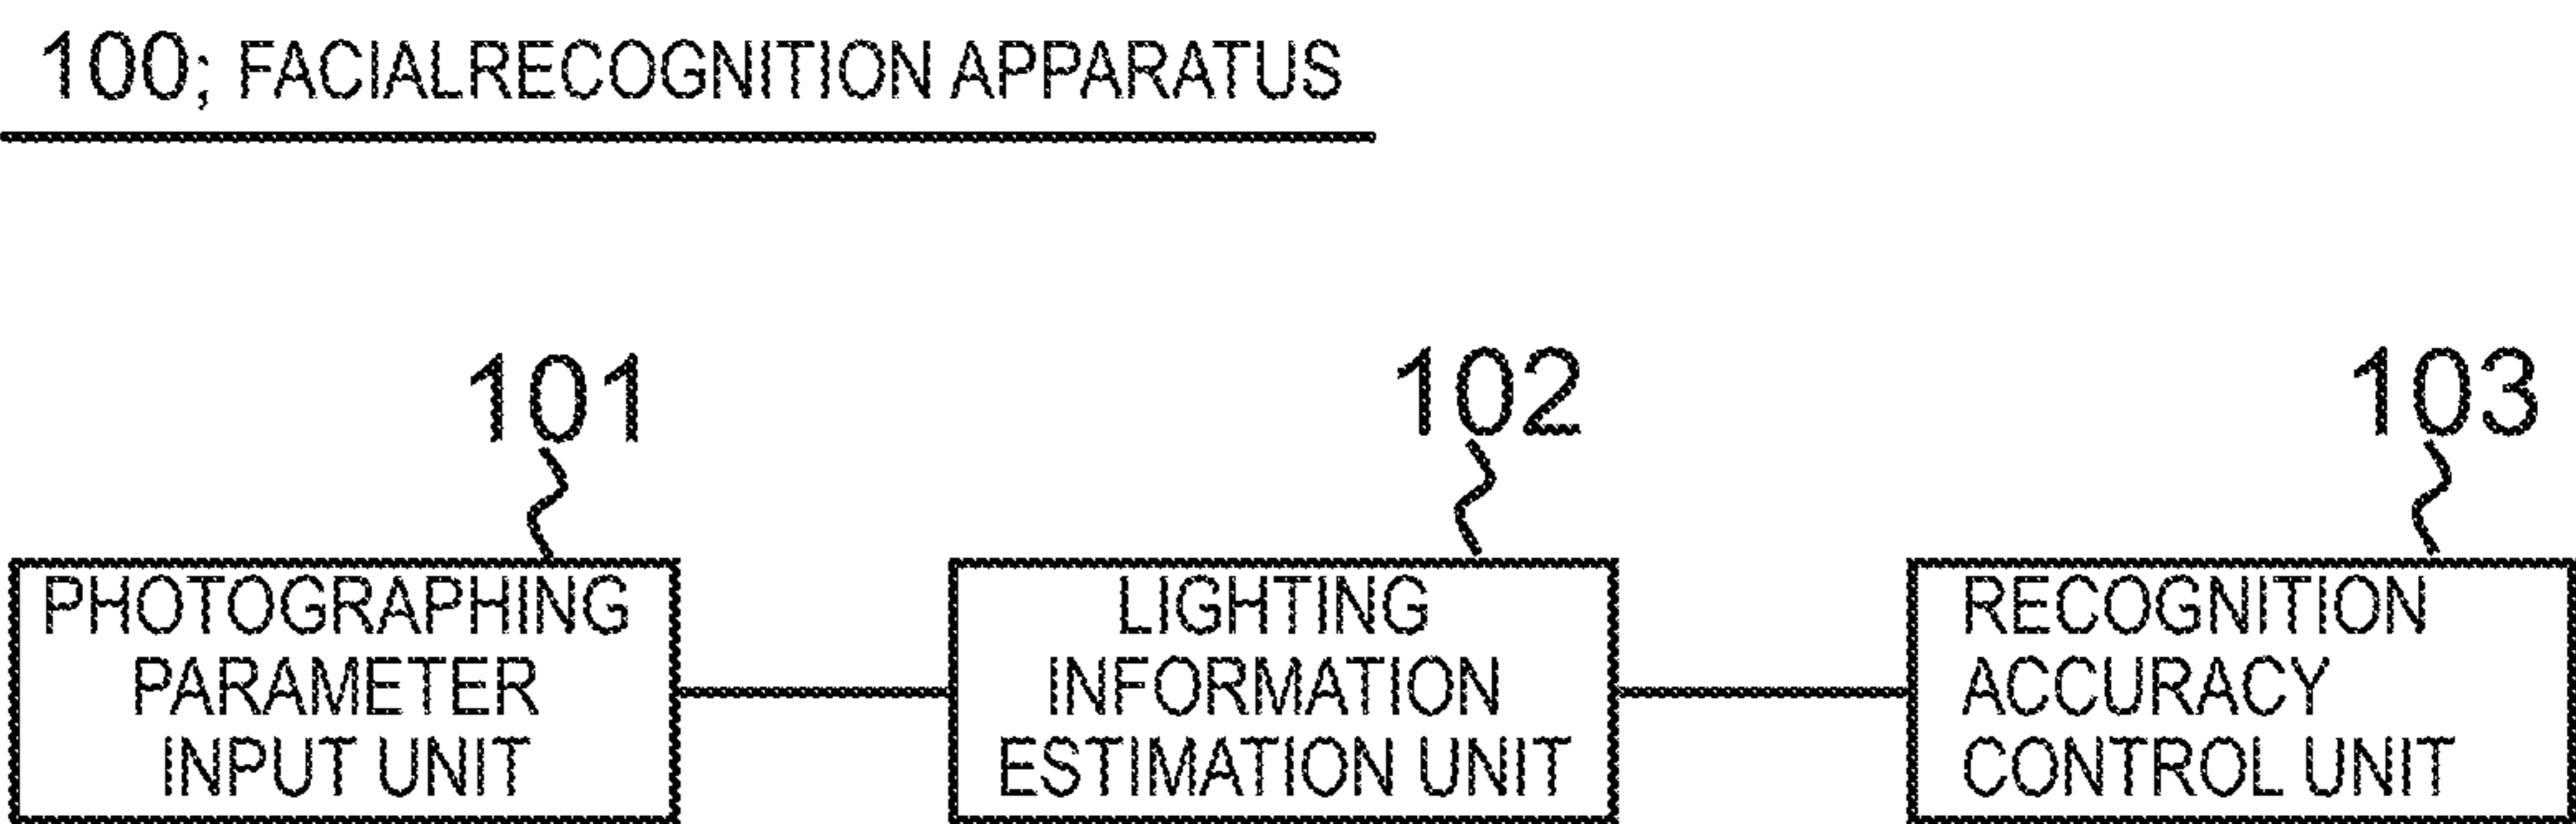 100; FACIALRECOGNITION APPARATUS
101
102
103
PHOTOGRAPHING
PARAMETER
INPUT UNIT
LIGHTING
INFORMATION
ESTIMATION UNIT
RECOGNITION
ACCURACY
CONTROL UNIT